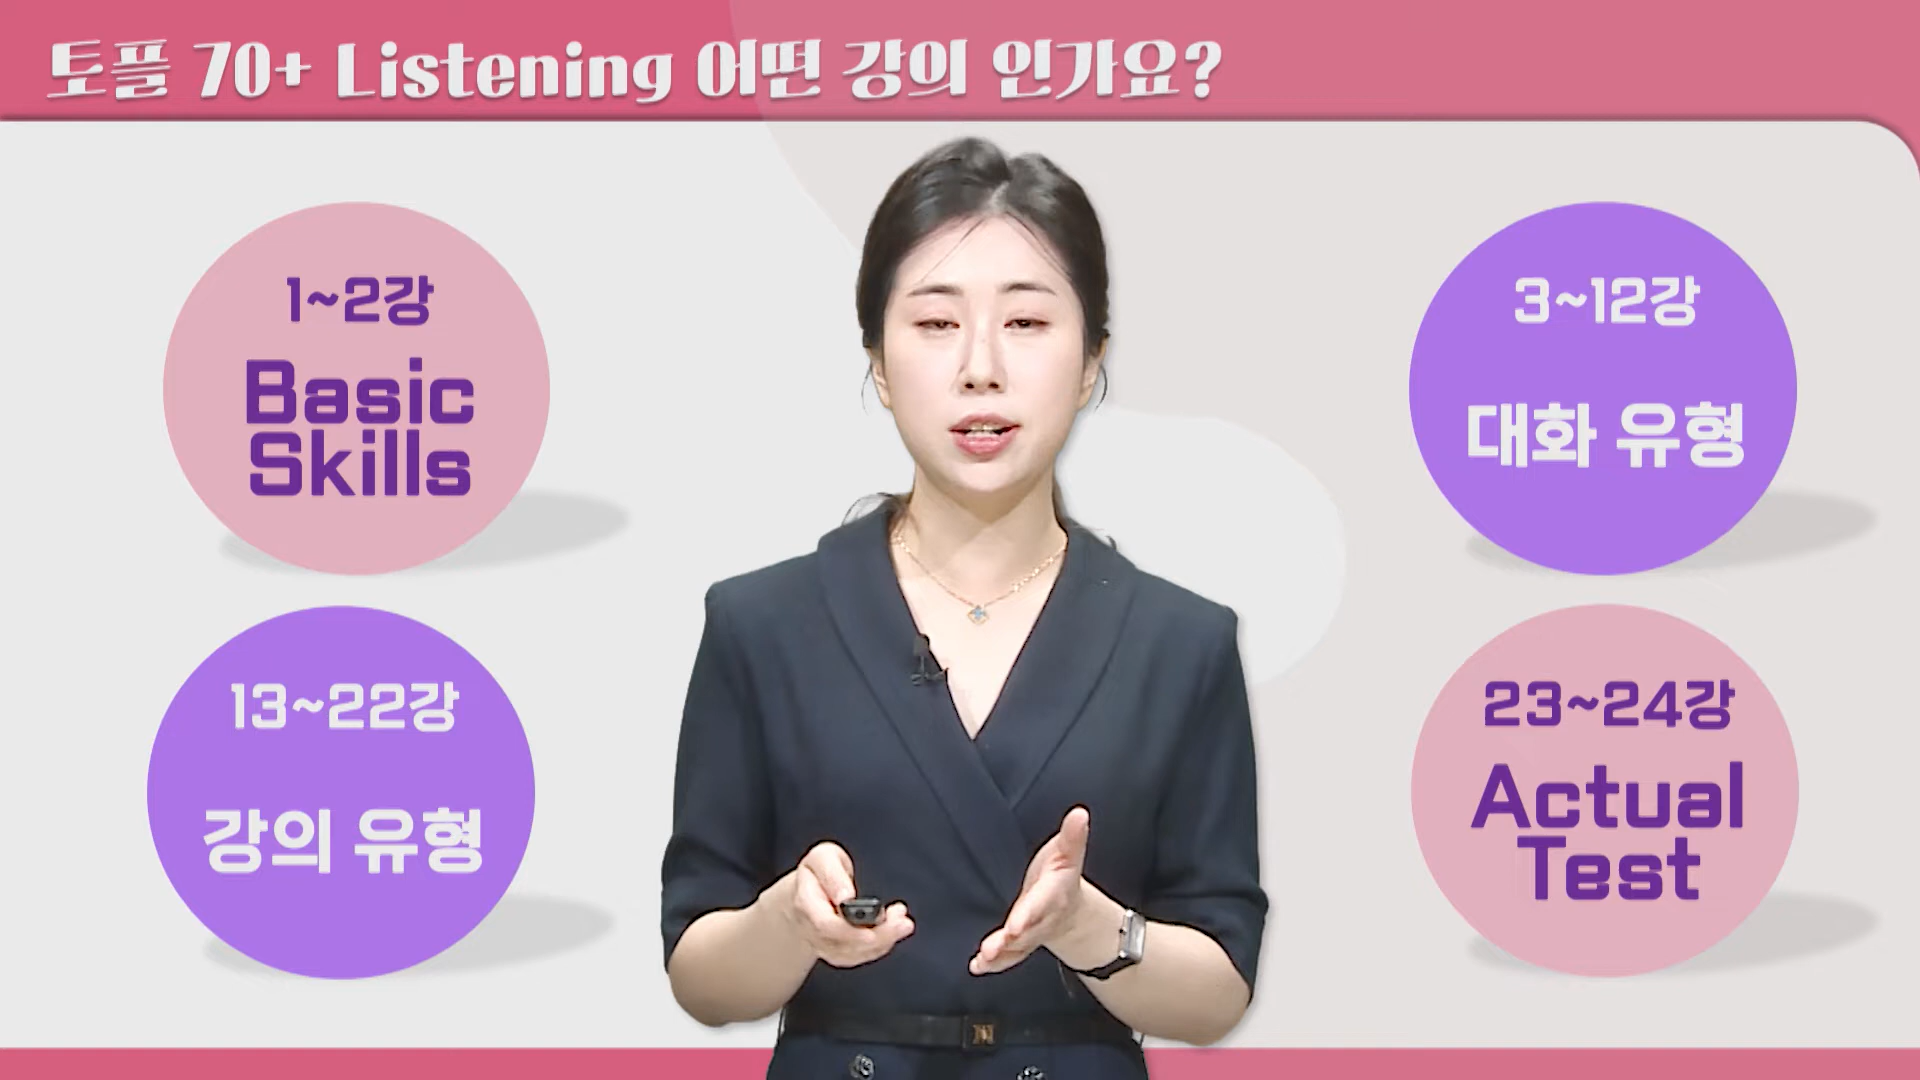 토플 70+ Listening 어떤 강의 인가요?
1~2강
Basic
Skills
3~12강
대화 유형
13~22강
강의 유형
23~24강
Actual
Test